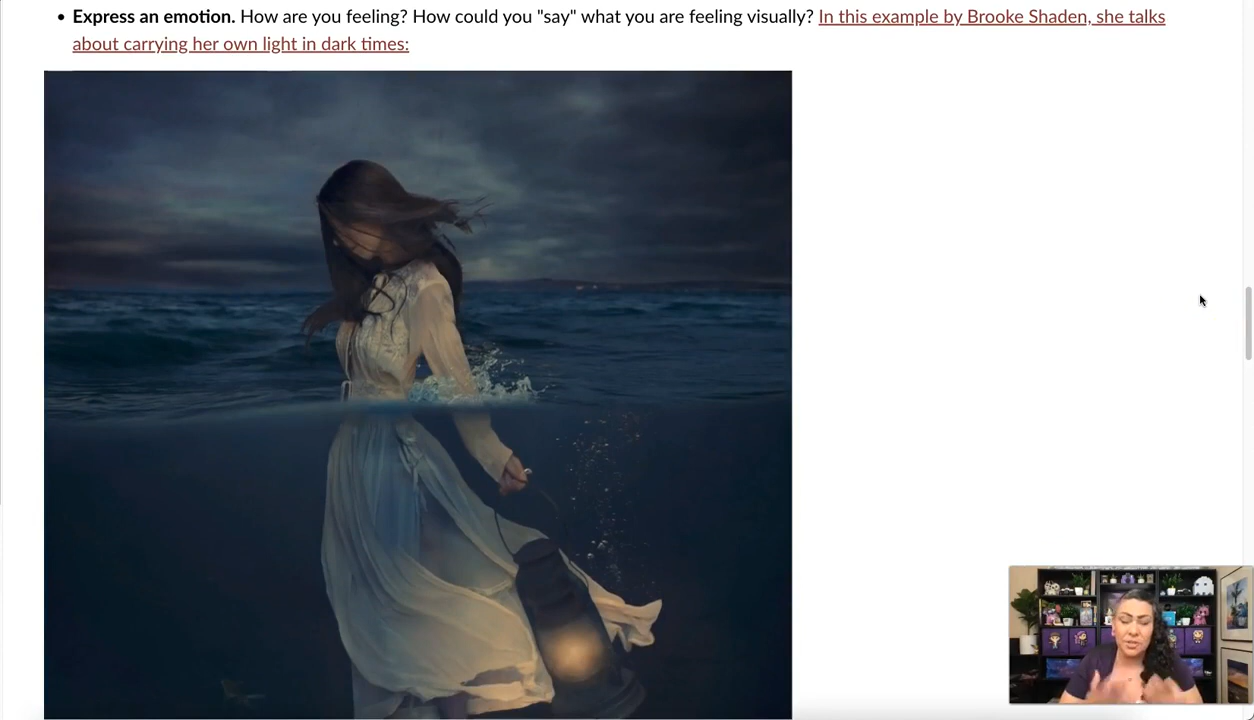 • Express an emotion. How are you feeling? How could you "say" what you are feeling visually? In this example by Brooke Shaden, she talks
about carrying her own light in dark times: